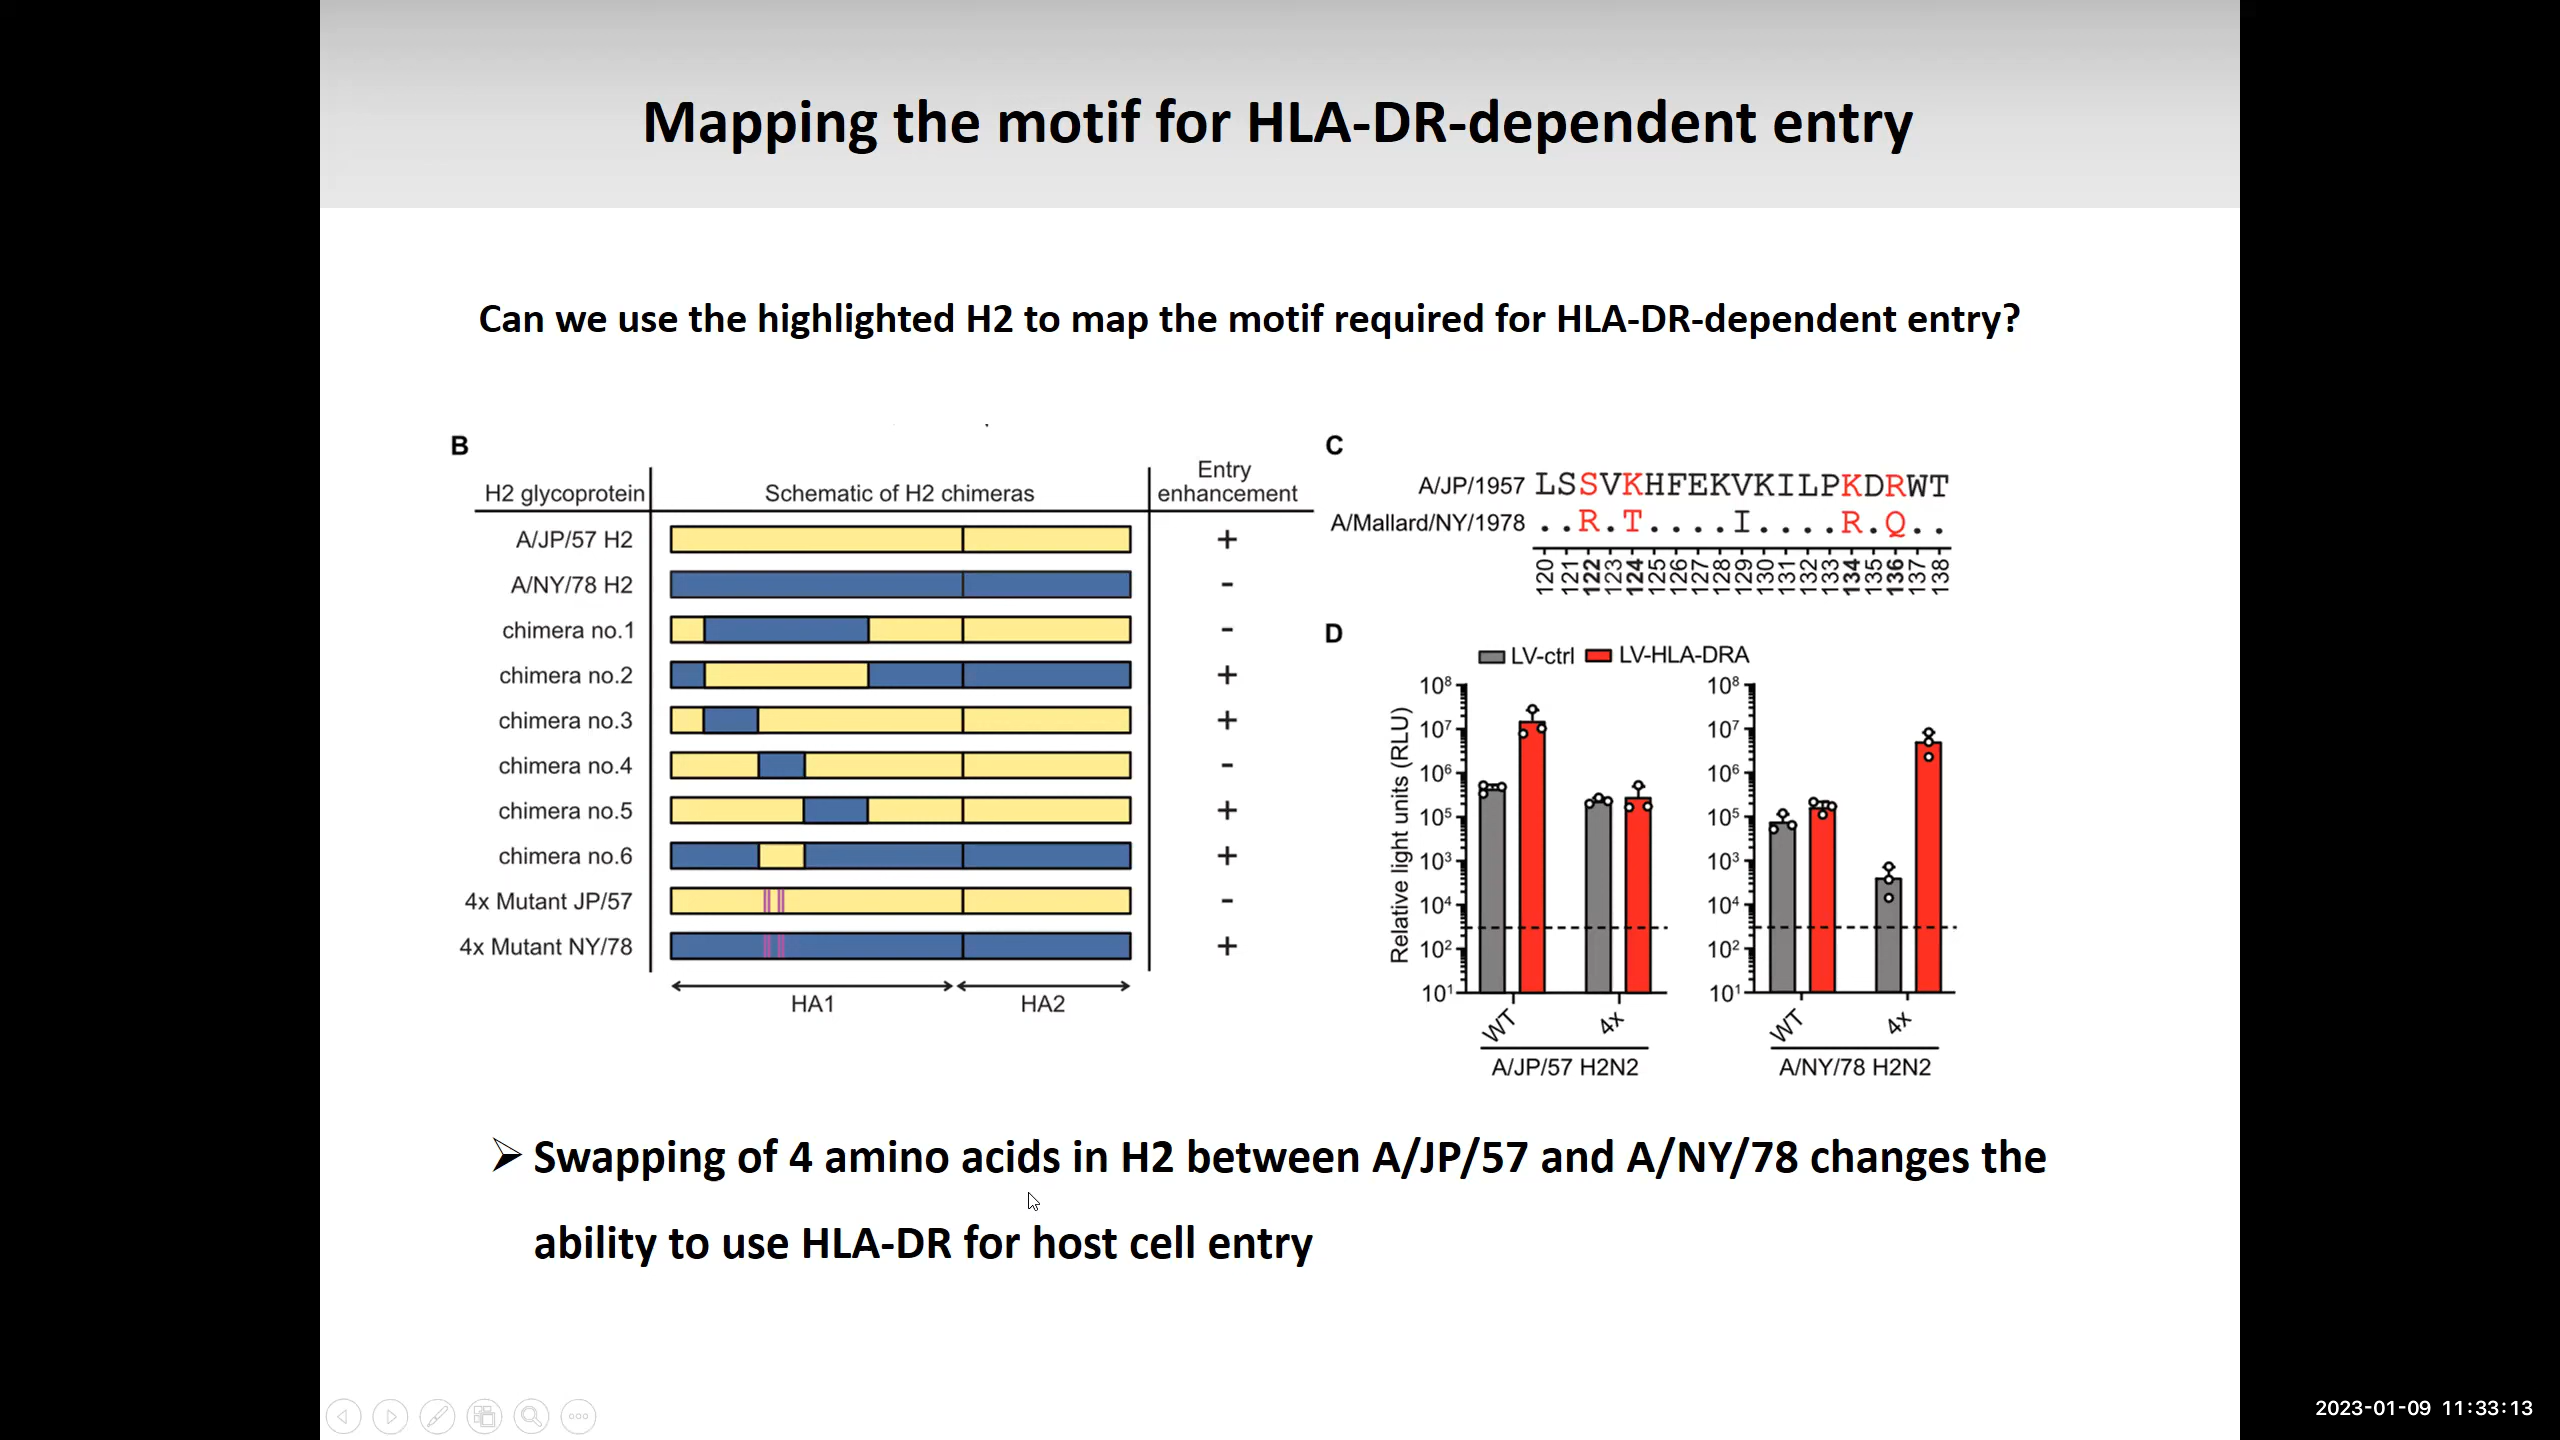 Mapping the motif for HLA-DR-dependent entry
Can we use the highlighted H2 to map the motif required for HLA-DR-dependent entry?
B
H2 glycoprotein
Schematic of H2 chimeras
Entry
enhancement
A/JP/57 H2 +
A/NY/78 H2 -
chimera no.1 -
chimera no.2 +
chimera no.3 +
chimera no.4 -
chimera no.5 +
chimera no.6 +
4x Mutant JP/57 -
4x Mutant NY/78 +
HA1
HA2
C
A/JP/1957 LSSVKHFEKVKILPKDRWT
A/Mallard/NY/1978 ..R.T....I....R.Q..
120 121 122 123 124 125 126 127 128 129 130 131 132 133 134 135 136 137 138
D
LV-ctrl LV-HLA-DRA
Relative light units (RLU)
10⁸
10⁷
10⁶
10⁵
10³
10⁴
10²
10¹
WT 4x
A/JP/57 H2N2
10⁸
10⁷
10⁶
10⁵
10³
10⁴
10²
10¹
WT 4x
A/NY/78 H2N2
➢ Swapping of 4 amino acids in H2 between A/JP/57 and A/NY/78 changes the
ability to use HLA-DR for host cell entry
2023-01-09 11:33:13